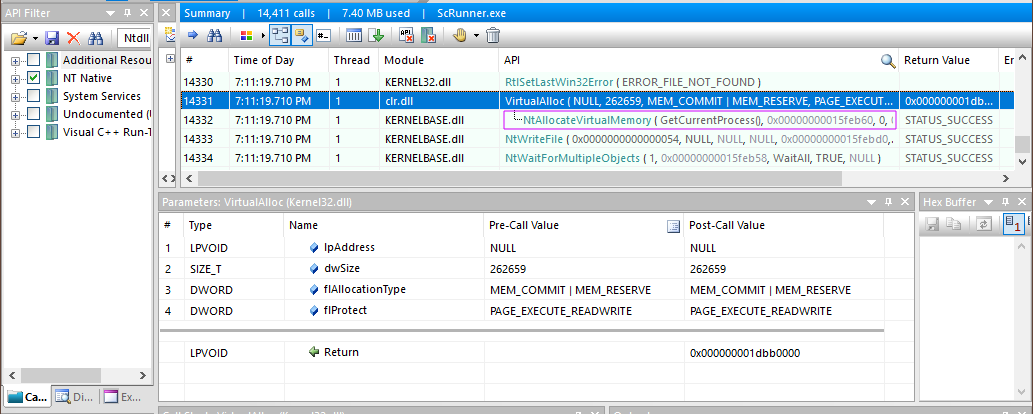 API Filter
Summary | 14,411 calls | 7.40 MB used | ScRunner.exe
Ntdll
Additional Resou
NT Native
System Services
Undocumented (U
Visual C++ Run-T
Ca...
Di...
Ex...
# Time of Day Thread Module API Return Value Er
14330 7:11:19.710 PM 1 KERNEL32.dll RtlSetLastWin32Error ( ERROR_FILE_NOT_FOUND )
14331 7:11:19.710 PM 1 clr.dll VirtualAlloc ( NULL, 262659, MEM_COMMIT | MEM_RESERVE, PAGE_EXECUT... 0x000000001db...
14332 7:11:19.710 PM 1 KERNELBASE.dll NtAllocateVirtualMemory ( GetCurrentProcess(), 0x00000000015feb60, 0, STATUS_SUCCESS
14333 7:11:19.710 PM 1 KERNELBASE.dll NtWriteFile ( 0x0000000000000054, NULL, NULL, NULL, 0x00000000015febd0,... STATUS_SUCCESS
14334 7:11:19.710 PM 1 KERNELBASE.dll NtWaitForMultipleObjects ( 1, 0x00000000015feb58, WaitAll, TRUE, NULL ) STATUS_SUCCESS
Parameters: VirtualAlloc (Kernel32.dll)
# Type Name Pre-Call Value Post-Call Value
1 LPVOID lpAddress NULL NULL
2 SIZE_T dwSize 262659 262659
3 DWORD flAllocationType MEM_COMMIT | MEM_RESERVE MEM_COMMIT | MEM_RESERVE
4 DWORD flProtect PAGE_EXECUTE_READWRITE PAGE_EXECUTE_READWRITE
LPVOID Return 0x000000001dbb0000
Hex Buffer
1